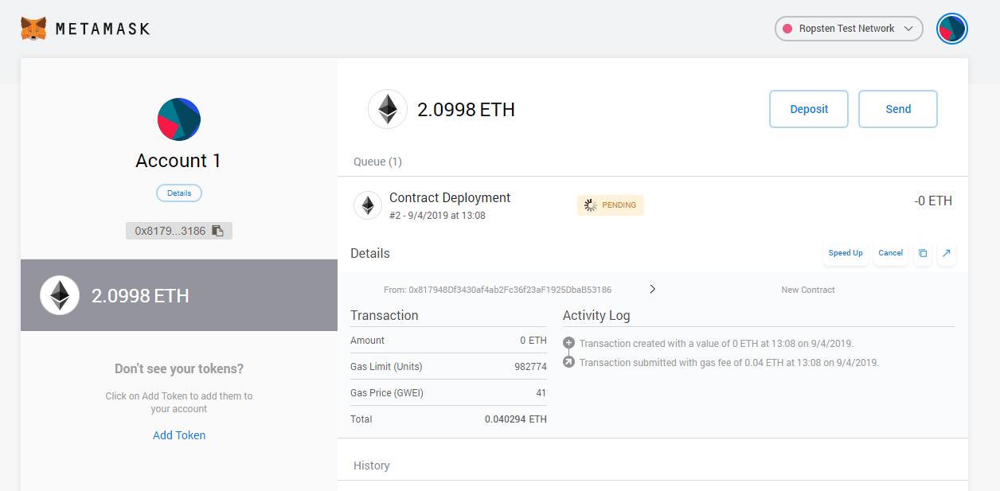 METAMASK
Ropsten Test Network
Account 1
Details
0x8179...3186
2.0998 ETH
Don't see your tokens?
Click on Add Token to add them to
your account
Add Token
2.0998 ETH
Deposit
Send
Queue (1)
Contract Deployment
#2 - 9/4/2019 at 13:08
PENDING
-0 ETH
Details
Speed Up
Cancel
From: 0x817948Df3430af4ab2Fc36f23aF1925DbaB53186
New Contract
Transaction
Amount 0 ETH
Gas Limit (Units) 982774
Gas Price (GWEI) 41
Total 0.040294 ETH
Activity Log
Transaction created with a value of 0 ETH at 13:08 on 9/4/2019.
Transaction submitted with gas fee of 0.04 ETH at 13:08 on 9/4/2019.
History